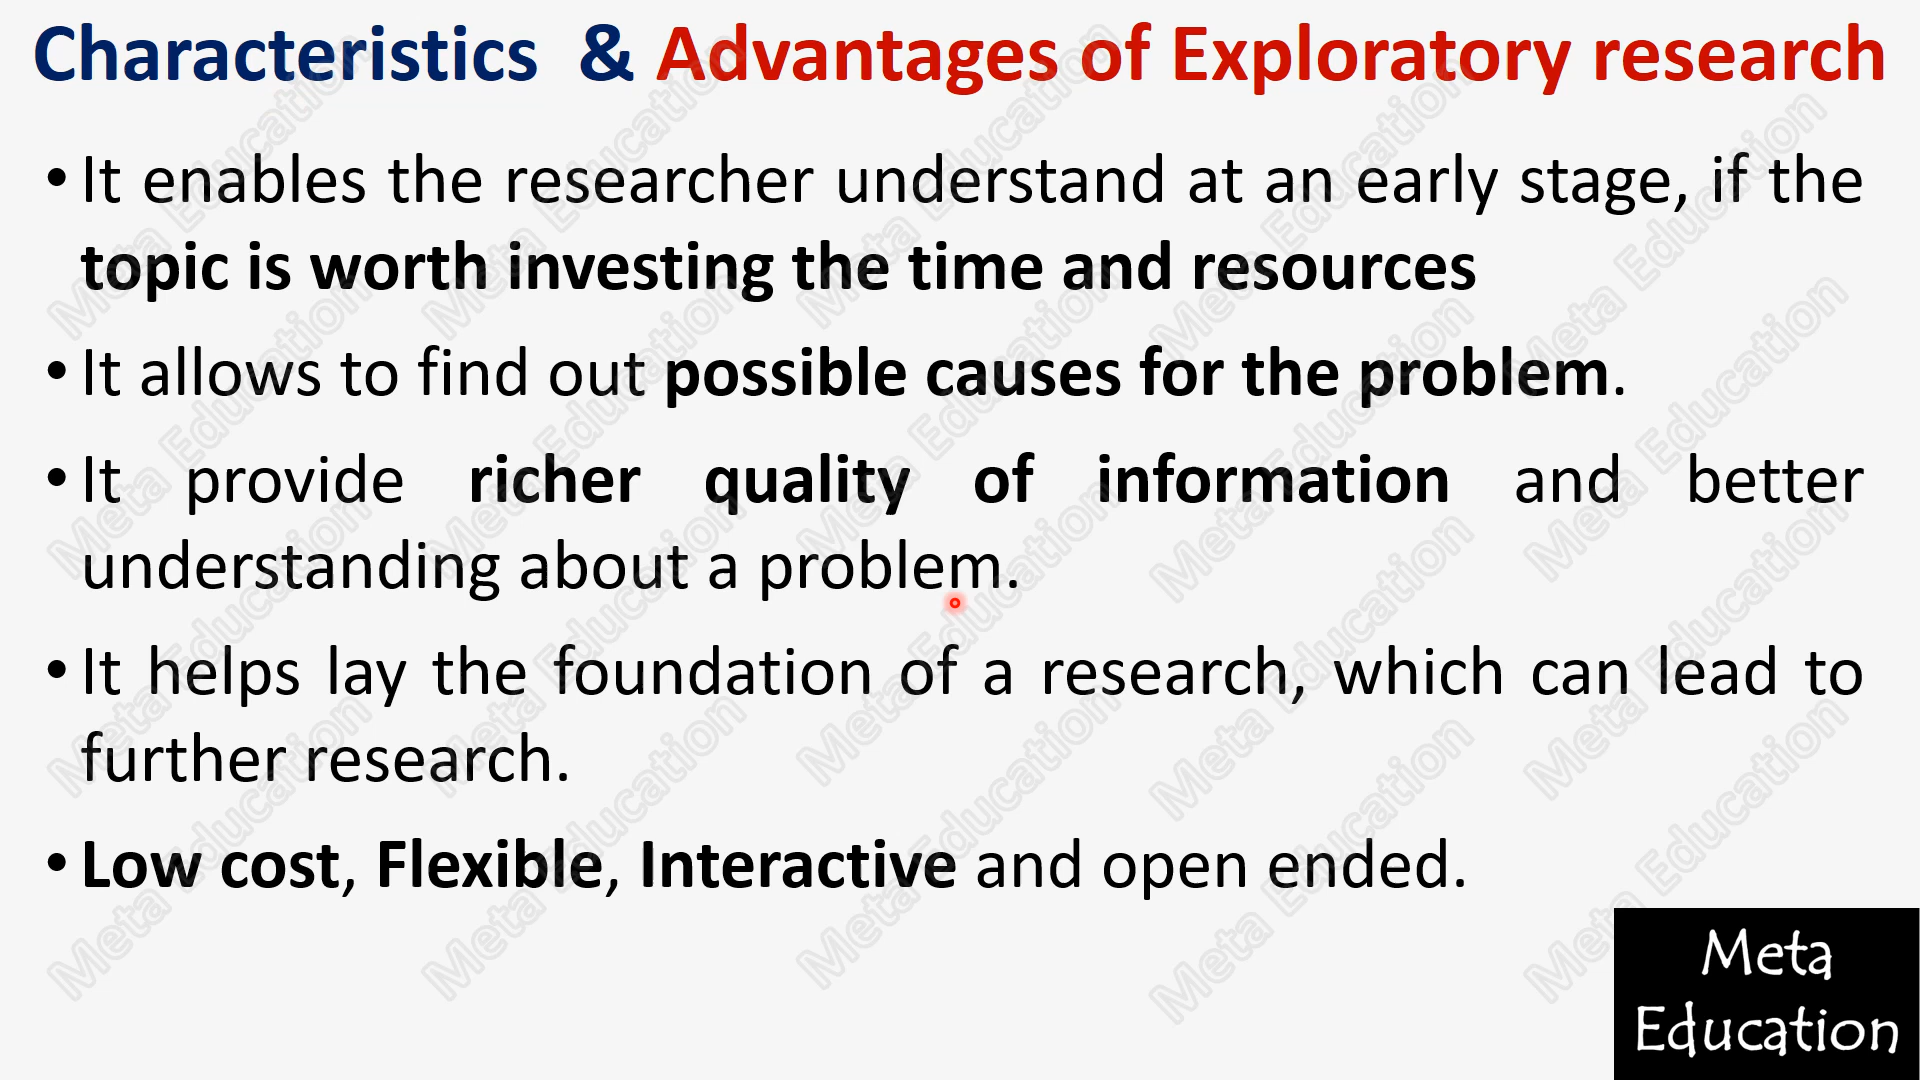 Characteristics & Advantages of Exploratory research
• It enables the researcher understand at an early stage, if the
topic is worth investing the time and resources
• It allows to find out possible causes for the problem.
• It provide richer quality of information and better
understanding about a problem.
• It helps lay the foundation of a research, which can lead to
further research.
• Low cost, Flexible, Interactive and open ended.
Meta
Education